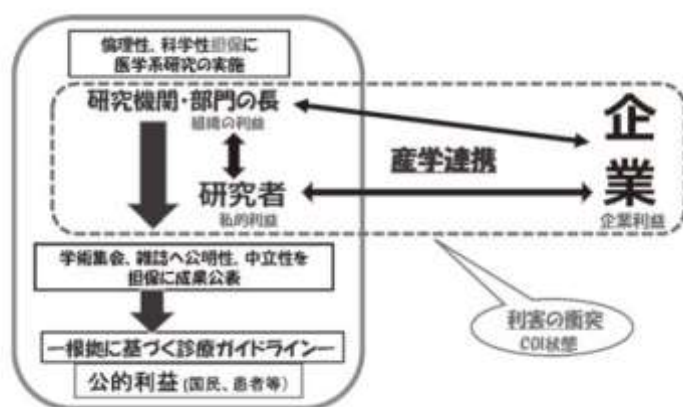 倫理性、科学性担保に
医学系研究の実施
研究機関・部門の長
組織の利益
産学連携
企業
企業利益
研究者
私的利益
学術集会、雑誌へ公明性、中立性を
担保に成果公表
利害の衝突
COI状態
ー根拠に基づく診療ガイドラインー
公的利益 (国民、患者等)